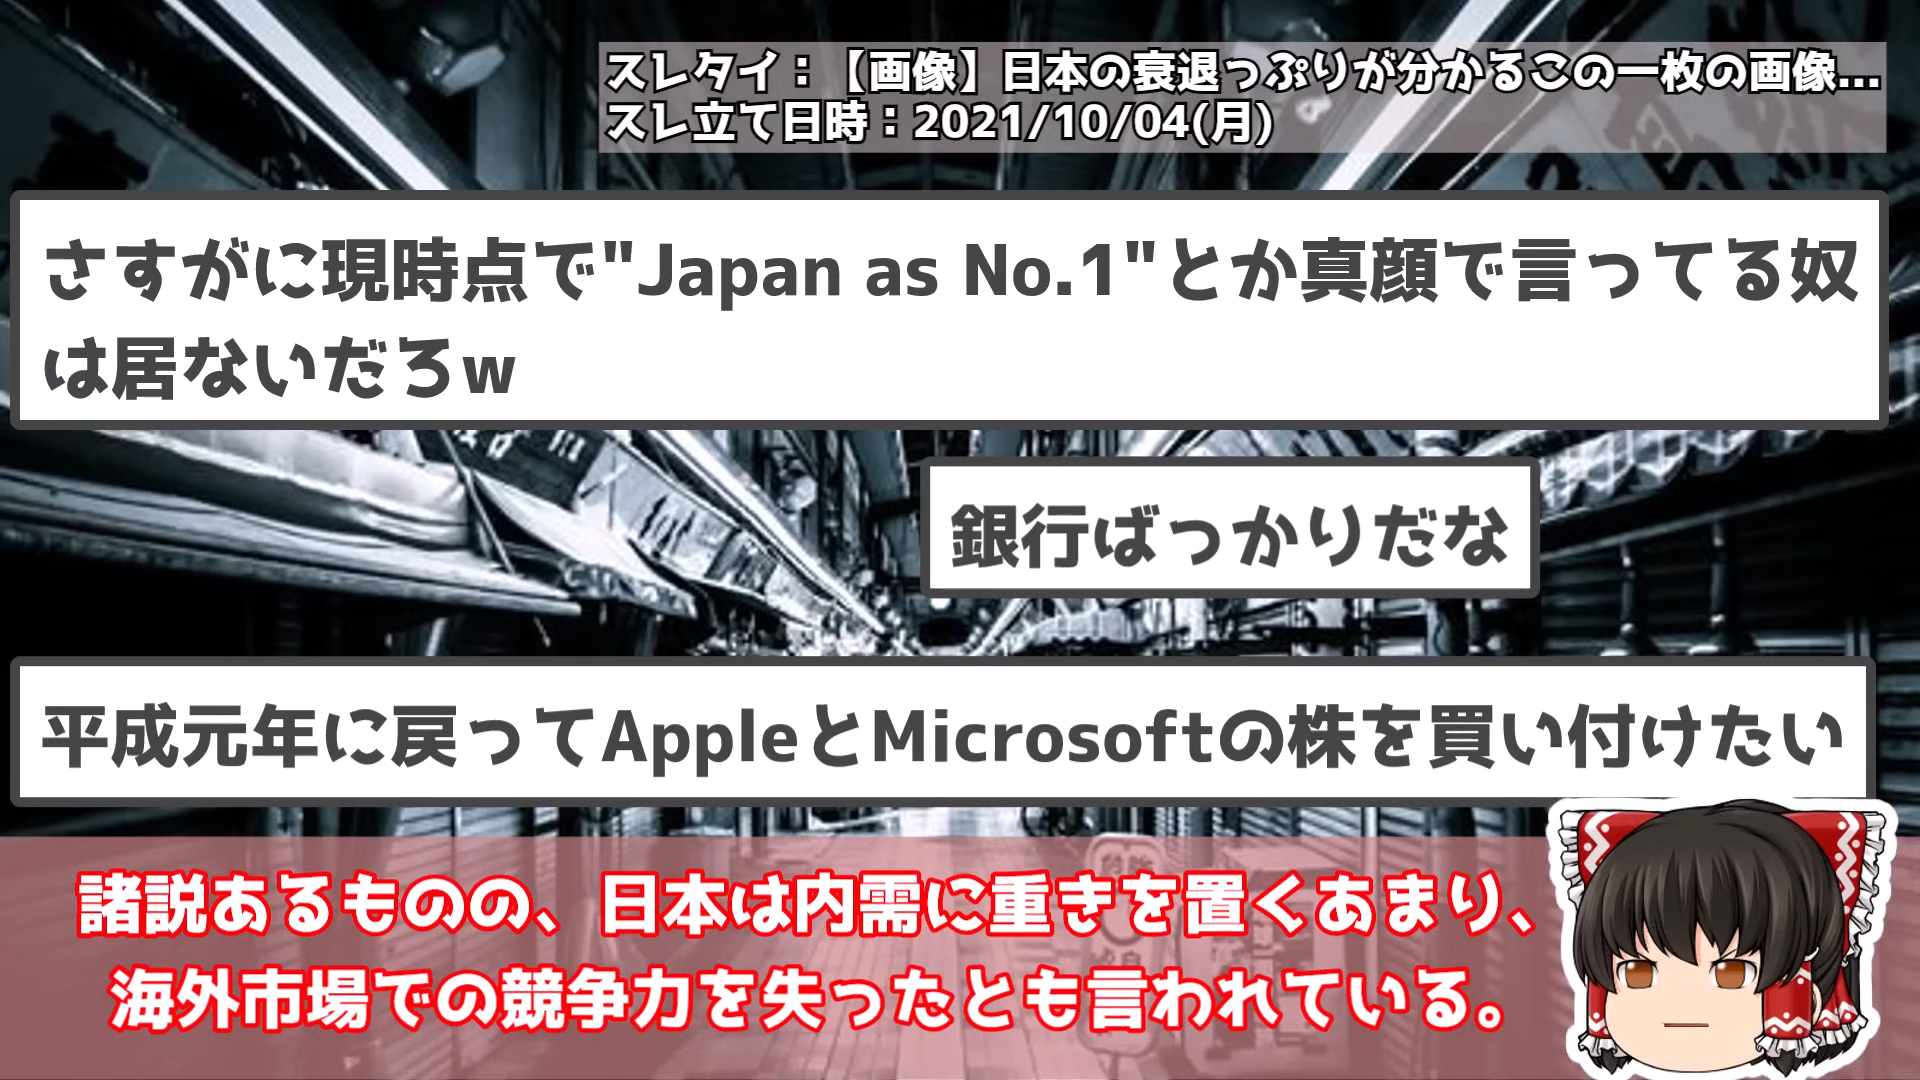 スレタイ：【画像】日本の衰退っぷりが分かるこの一枚の画像...
スレ立て日時：2021/10/04(月)
さすがに現時点で"Japan as No.1"とか真顔で言ってる奴
は居ないだろw
銀行ばっかりだな
平成元年に戻ってAppleとMicrosoftの株を買い付けたい
諸説あるものの、日本は内需に重きを置くあまり、
海外市場での競争力を失ったとも言われている。